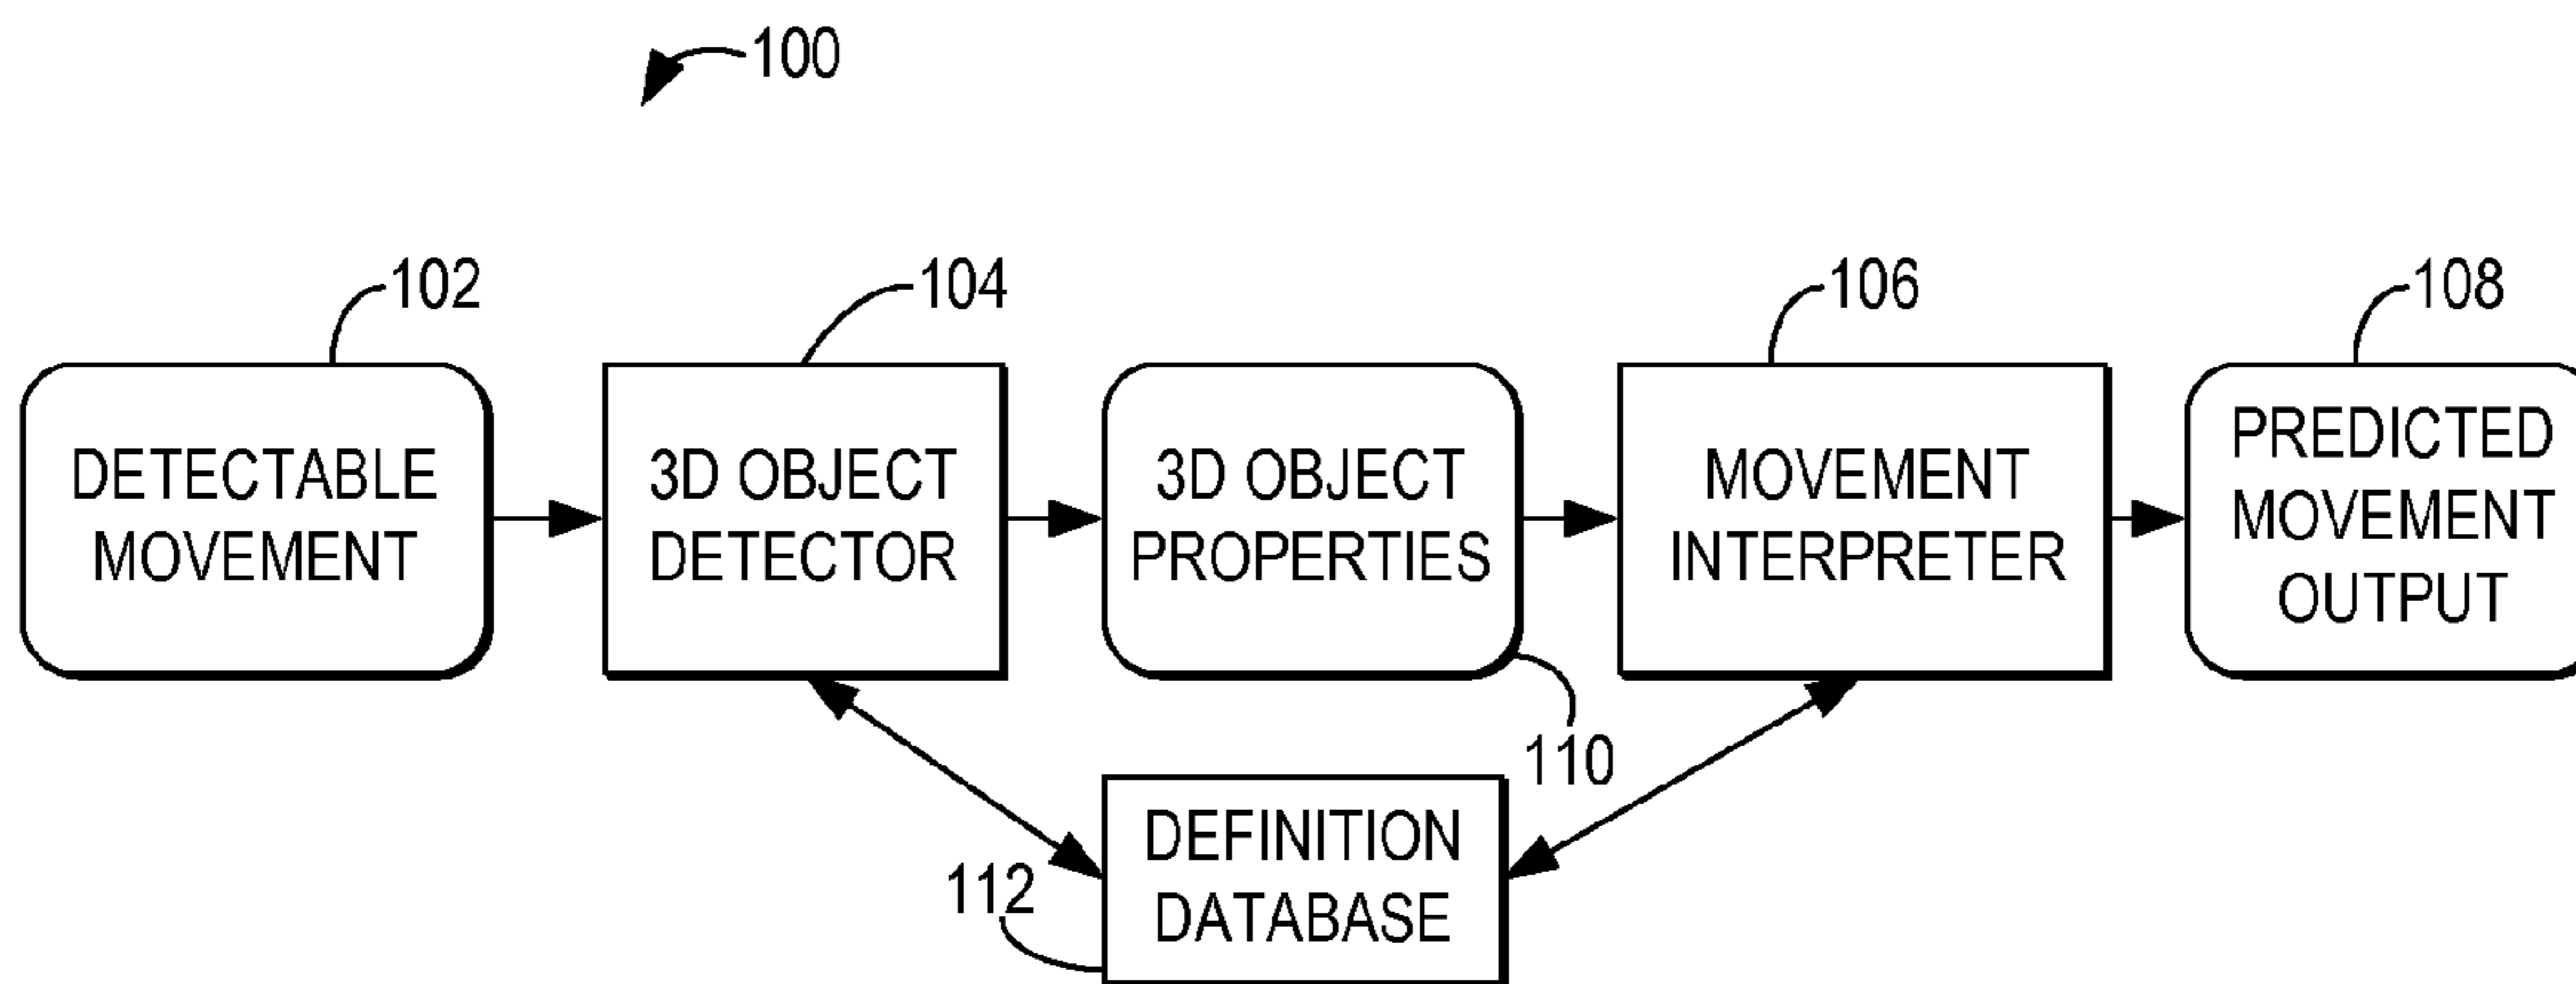 100
102
104
106
108
DETECTABLE
MOVEMENT
3D OBJECT
DETECTOR
3D OBJECT
PROPERTIES
MOVEMENT
INTERPRETER
PREDICTED
MOVEMENT
OUTPUT
110
112
DEFINITION
DATABASE